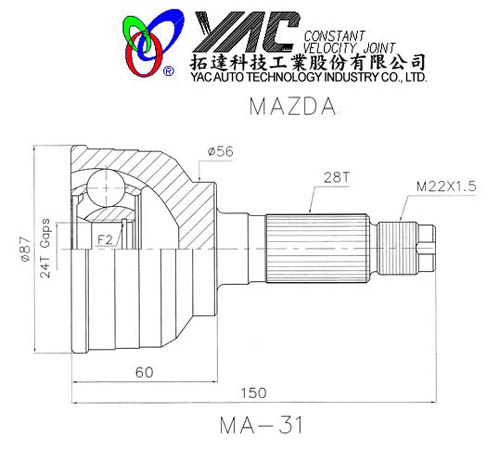 YAC CONSTANT
VELOCITY JOINT
拓達科技工業股份有限公司
® YAC AUTO TECHNOLOGY INDUSTRY CO., LTD.
MAZDA
ø56
28T
M22X1.5
ø87
24T Gaps
F2
60
150
MA-31